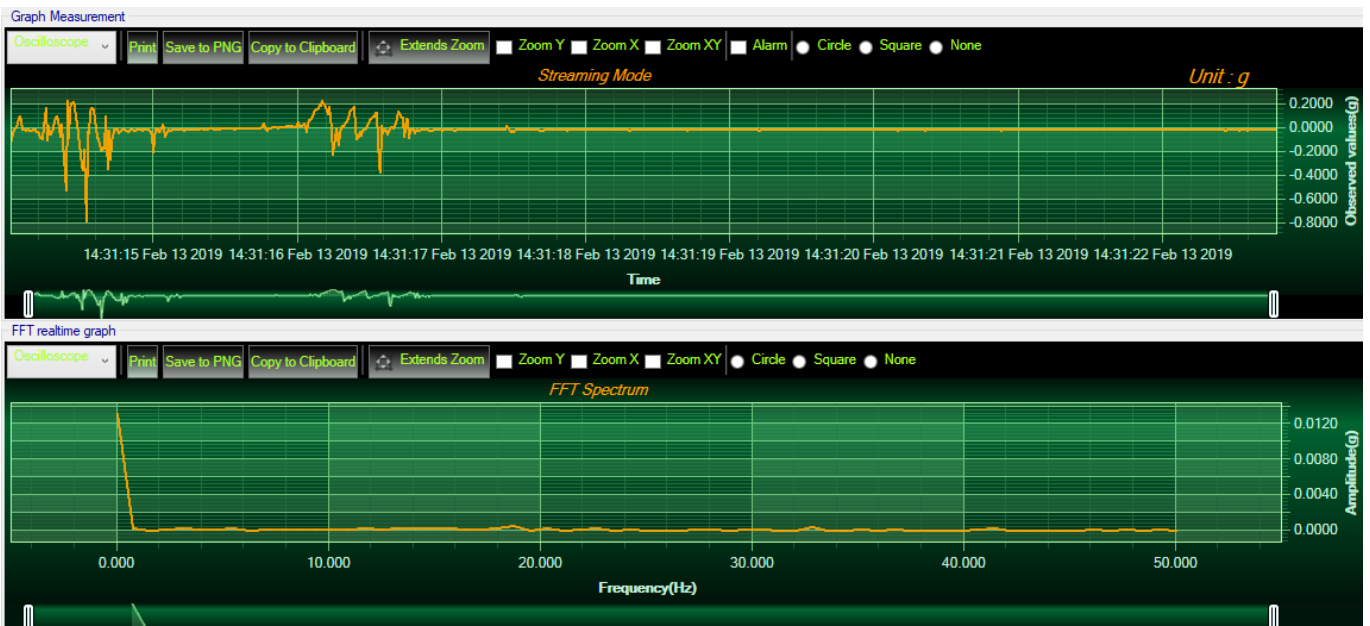 Graph Measurement
Oscilloscope Print Save to PNG Copy to Clipboard Extends Zoom Zoom Y Zoom X Zoom XY Alarm Circle Square None
Streaming Mode
Unit : g
0.2000
0.0000
-0.2000
-0.4000
-0.6000
-0.8000
Observed values(g)
14:31:15 Feb 13 2019 14:31:16 Feb 13 2019 14:31:17 Feb 13 2019 14:31:18 Feb 13 2019 14:31:19 Feb 13 2019 14:31:20 Feb 13 2019 14:31:21 Feb 13 2019 14:31:22 Feb 13 2019
Time
FFT realtime graph
Oscilloscope Print Save to PNG Copy to Clipboard Extends Zoom Zoom Y Zoom X Zoom XY Circle Square None
FFT Spectrum
0.0120
0.0080
0.0040
0.0000
Amplitude(g)
0.000 10.000 20.000 30.000 40.000 50.000
Frequency(Hz)